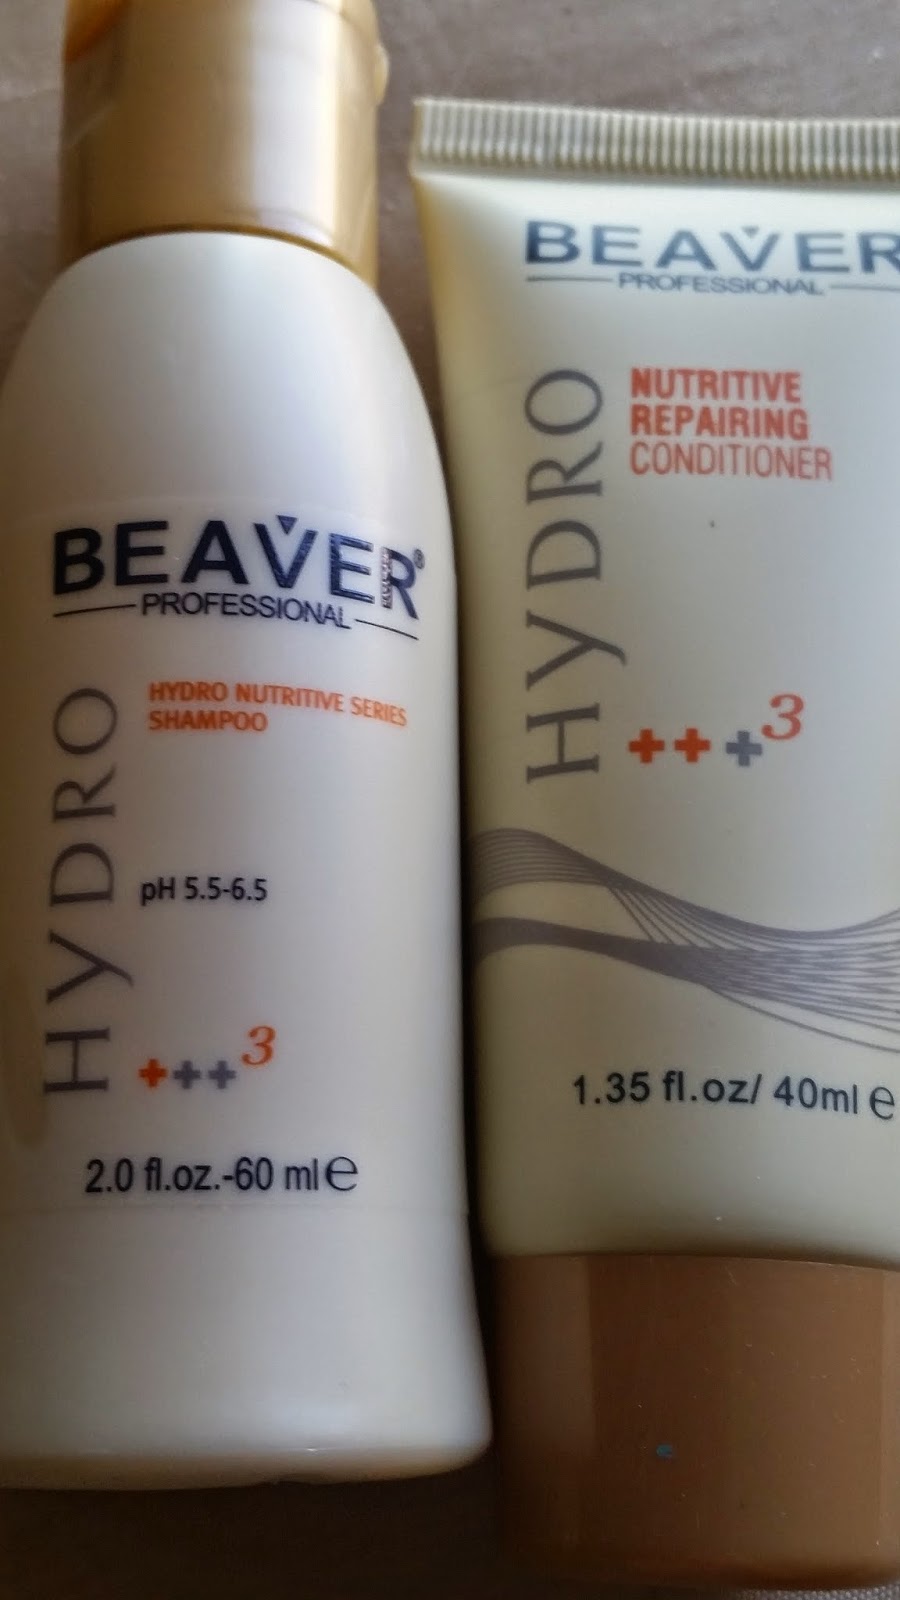 BEAVER®
PROFESSIONAL
HYDRO
HYDRO NUTRITIVE SERIES
SHAMPOO
pH 5.5-6.5
+++3
2.0 fl.oz.-60 ml e
BEAVER
PROFESSIONAL
HYDRO
NUTRITIVE
REPAIRING
CONDITIONER
+++3
1.35 fl.oz/ 40ml e